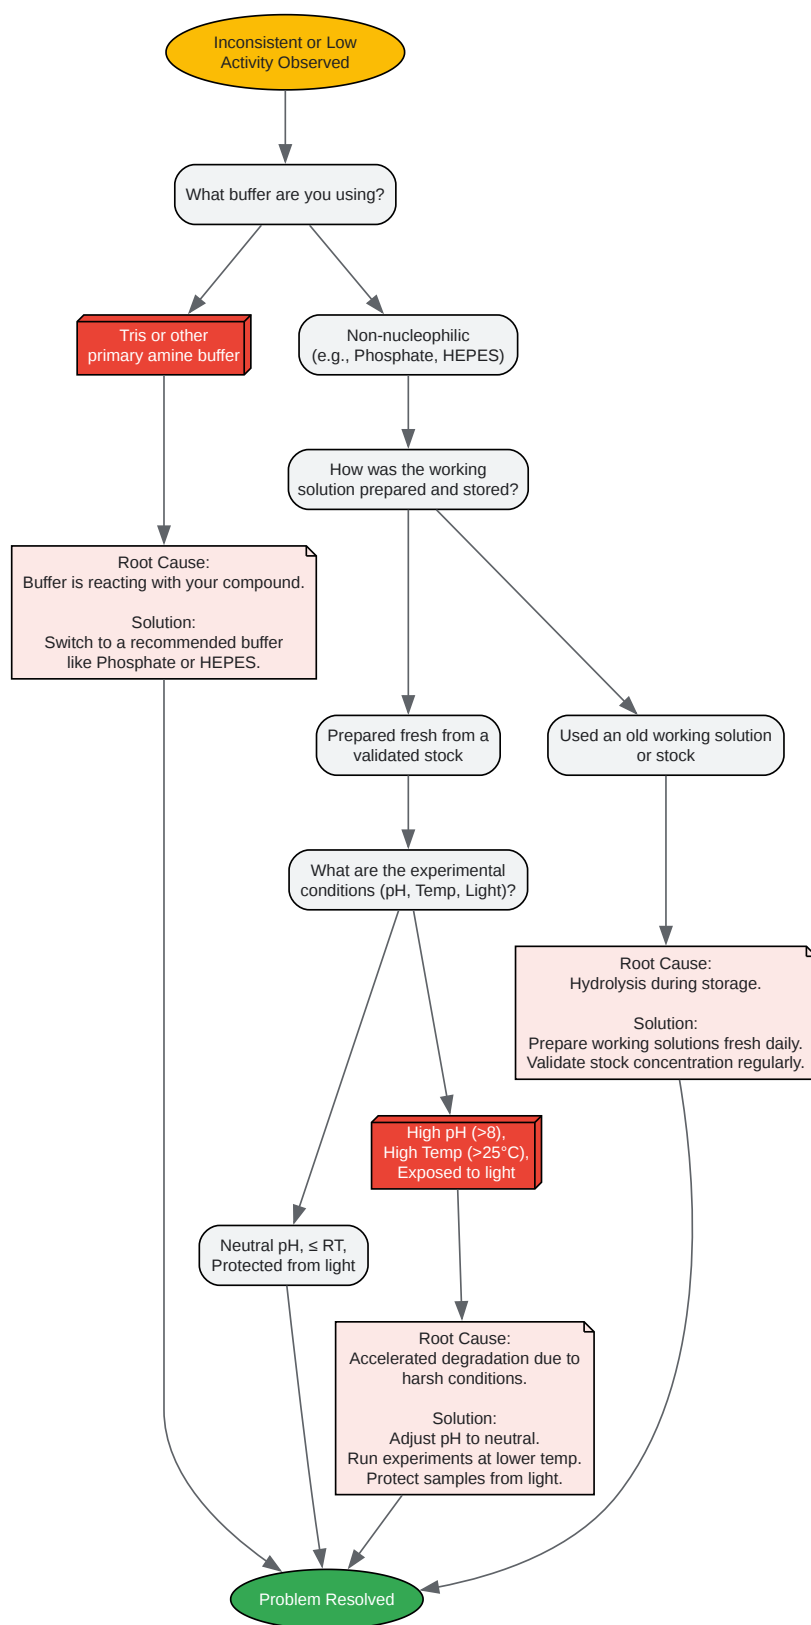 Inconsistent or Low
Activity Observed
What buffer are you using?
Tris or other
primary amine buffer
Non-nucleophilic
(e.g., Phosphate, HEPES)
How was the working
solution prepared and stored?
Root Cause:
Buffer is reacting with your compound.
Solution:
Switch to a recommended buffer
like Phosphate or HEPES.
Prepared fresh from a
validated stock
Used an old working solution
or stock
What are the experimental
conditions (pH, Temp, Light)?
Root Cause:
Hydrolysis during storage.
Solution:
Prepare working solutions fresh daily.
Validate stock concentration regularly.
High pH (>8),
High Temp (>25°C),
Exposed to light
Neutral pH, ≤ RT,
Protected from light
Root Cause:
Accelerated degradation due to
harsh conditions.
Solution:
Adjust pH to neutral.
Run experiments at lower temp.
Protect samples from light.
Problem Resolved